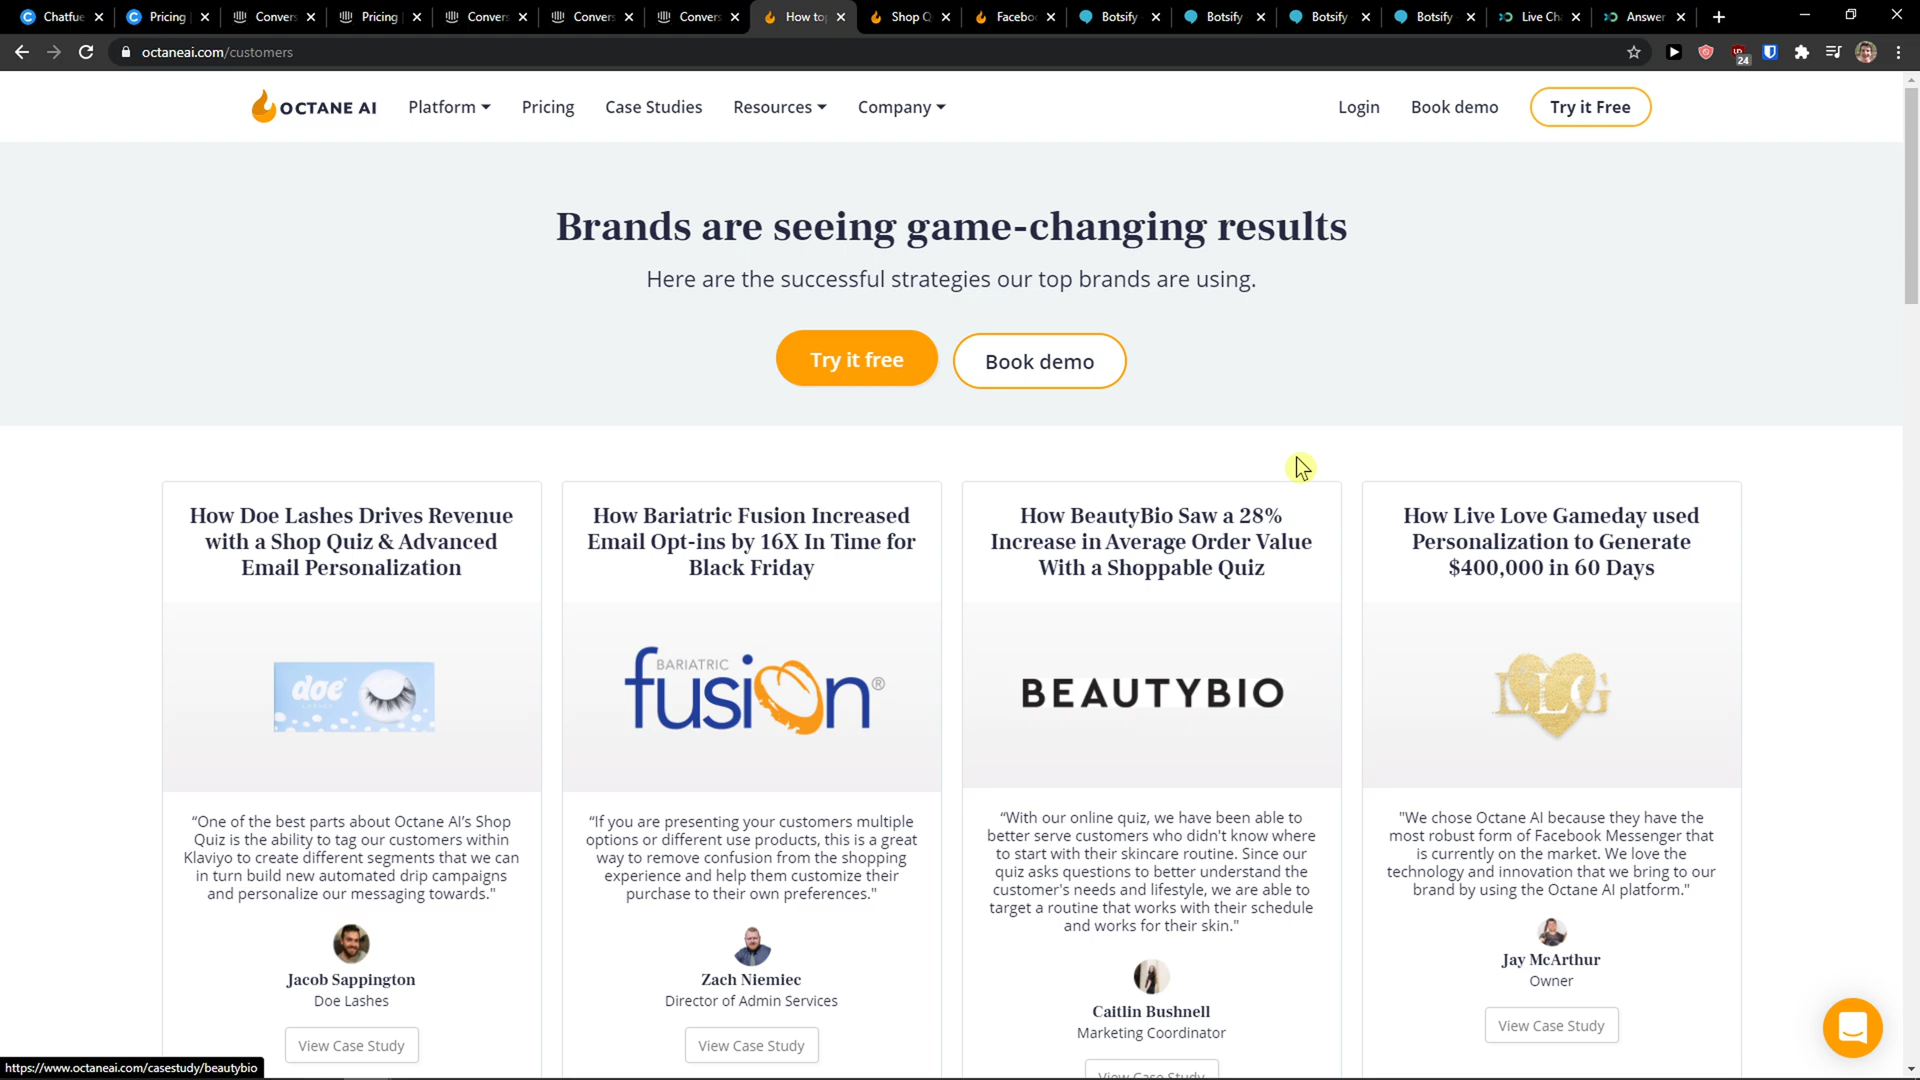 Chatfue
Pricing
Convers
Pricing
Convers
Convers
Convers
How to
Shop Q
Faceboo
Botsify
Botsify
Botsify
Botsify
Live Ch
Answer
octaneai.com/customers
24
OCTANE AI
Platform
Pricing
Case Studies
Resources
Company
Login
Book demo
Try it Free
Brands are seeing game-changing results
Here are the successful strategies our top brands are using.
Try it free
Book demo
How Doe Lashes Drives Revenue
with a Shop Quiz & Advanced
Email Personalization
doe
LASHES
“One of the best parts about Octane AI’s Shop
Quiz is the ability to tag our customers within
Klaviyo to create different segments that we can
in turn build new automated drip campaigns
and personalize our messaging towards."
Jacob Sappington
Doe Lashes
View Case Study
How Bariatric Fusion Increased
Email Opt-ins by 16X In Time for
Black Friday
BARIATRIC
fusion®
“If you are presenting your customers multiple
options or different use products, this is a great
way to remove confusion from the shopping
experience and help them customize their
purchase to their own preferences."
Zach Niemiec
Director of Admin Services
View Case Study
How BeautyBio Saw a 28%
Increase in Average Order Value
With a Shoppable Quiz
BEAUTYBIO
“With our online quiz, we have been able to
better serve customers who didn't know where
to start with their skincare routine. Since our
quiz asks questions to better understand the
customer's needs and lifestyle, we are able to
target a routine that works with their schedule
and works for their skin."
Caitlin Bushnell
Marketing Coordinator
View Case Study
How Live Love Gameday used
Personalization to Generate
$400,000 in 60 Days
LLG
"We chose Octane AI because they have the
most robust form of Facebook Messenger that
is currently on the market. We love the
technology and innovation that we bring to our
brand by using the Octane AI platform."
Jay McArthur
Owner
View Case Study
https://www.octaneai.com/casestudy/beautybio